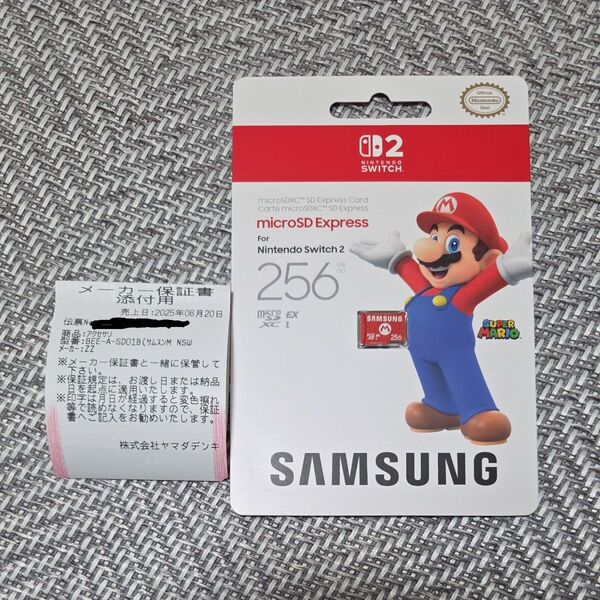 メーカー保証書
添付用
売上日:2025年06月20日
伝票N
商品:アクセサリ
型番:BEE-A-SD01B(サムスンM NSW
メーカー:ZZ
※メーカー保証書と一緒に保管して
下さい。
※保証規定は、お渡し日または納品
日を起点に適用いたします。
※印字は月日が経過すると変色擦れ
等で読めなくなりますので、保証
書へご記入をお勧めいたします。
株式会社ヤマダデンキ
Official
Nintendo
Seal
2
NINTENDO
SWITCH
microSDXC™ SD Express Card
Carte microSDXC™ SD Express
microSD Express
For
Nintendo Switch 2
256 GB
GO
micro SD XC EX I
SAMSUNG
M
256
SUPER
MARIO
SAMSUNG